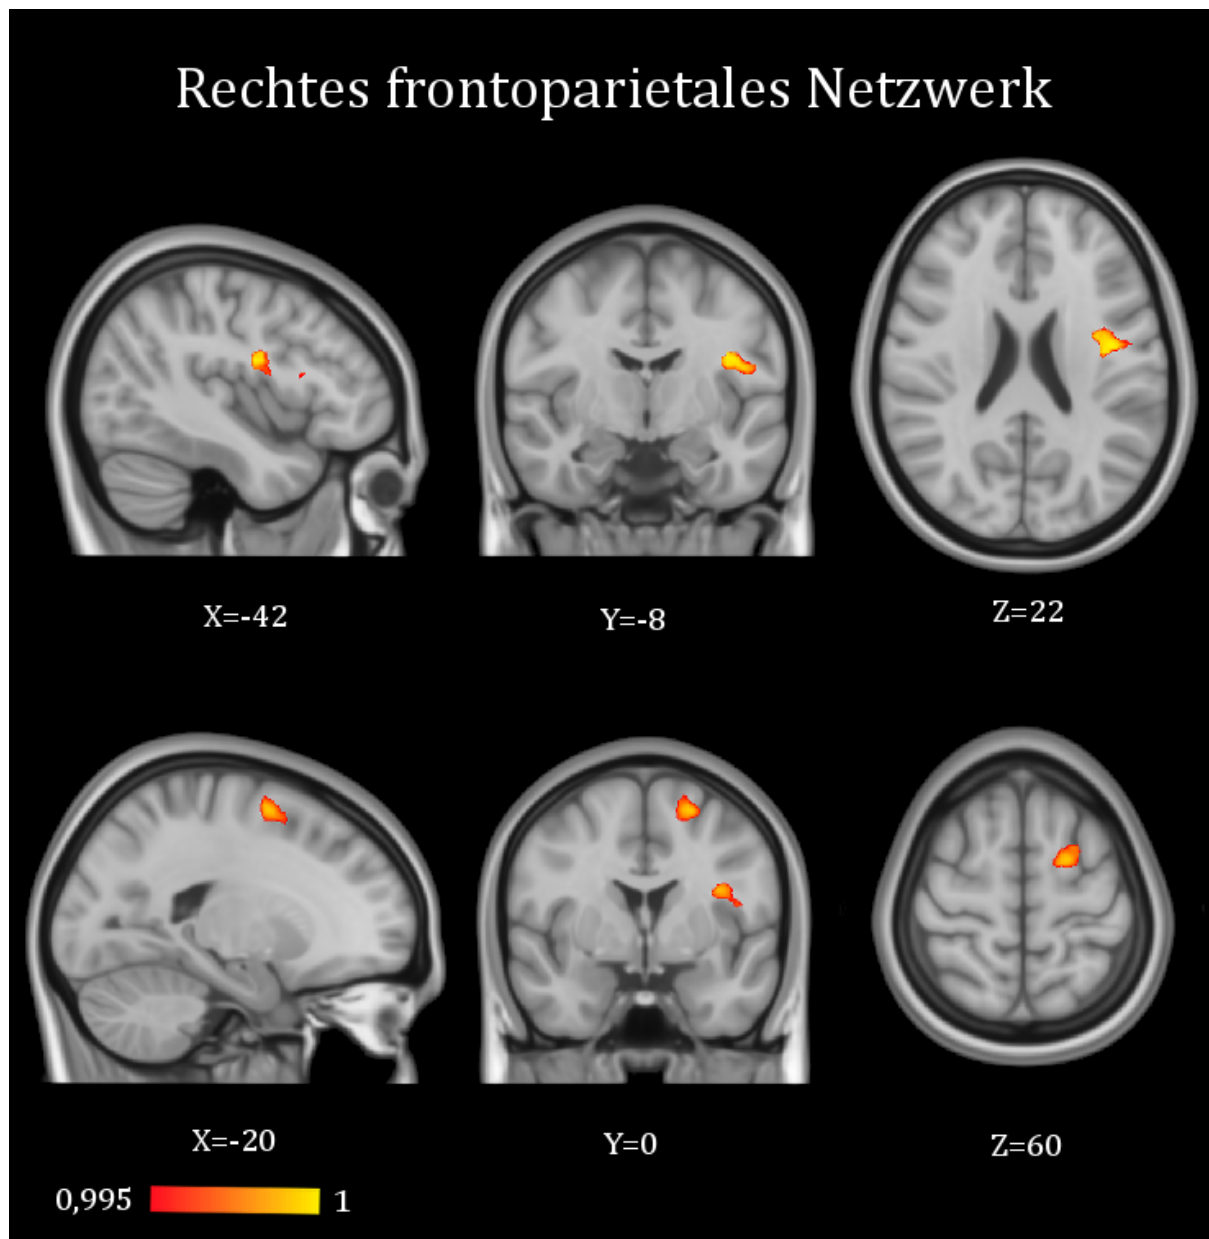 Rechtes frontoparietales Netzwerk
X=-42
Y=-8
Z=22
X=-20
Y=0
Z=60
0,995
1